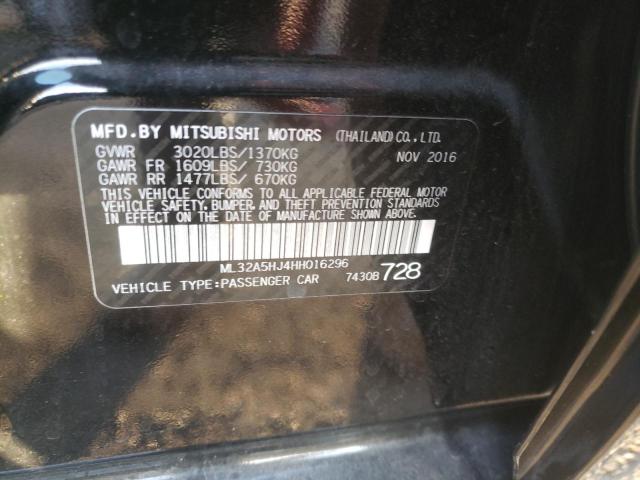 MFD.BY MITSUBISHI MOTORS (THAILAND)CO.,LTD.
GVWR 3020LBS/1370KG NOV 2016
GAWR FR 1609LBS/ 730KG
GAWR RR 1477LBS/ 670KG
THIS VEHICLE CONFORMS TO ALL APPLICABLE FEDERAL MOTOR
VEHICLE SAFETY,BUMPER,AND THEFT PREVENTION STANDARDS
IN EFFECT ON THE DATE OF MANUFACTURE SHOWN ABOVE.
ML32A5HJ4HH016296
VEHICLE TYPE:PASSENGER CAR 7430B 728